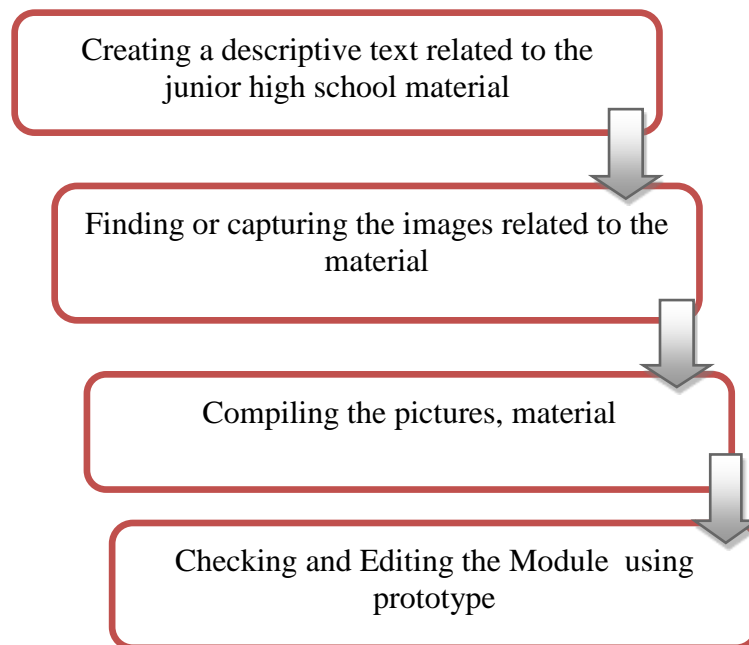 Creating a descriptive text related to the
junior high school material
Finding or capturing the images related to the
material
Compiling the pictures, material
Checking and Editing the Module  using
prototype